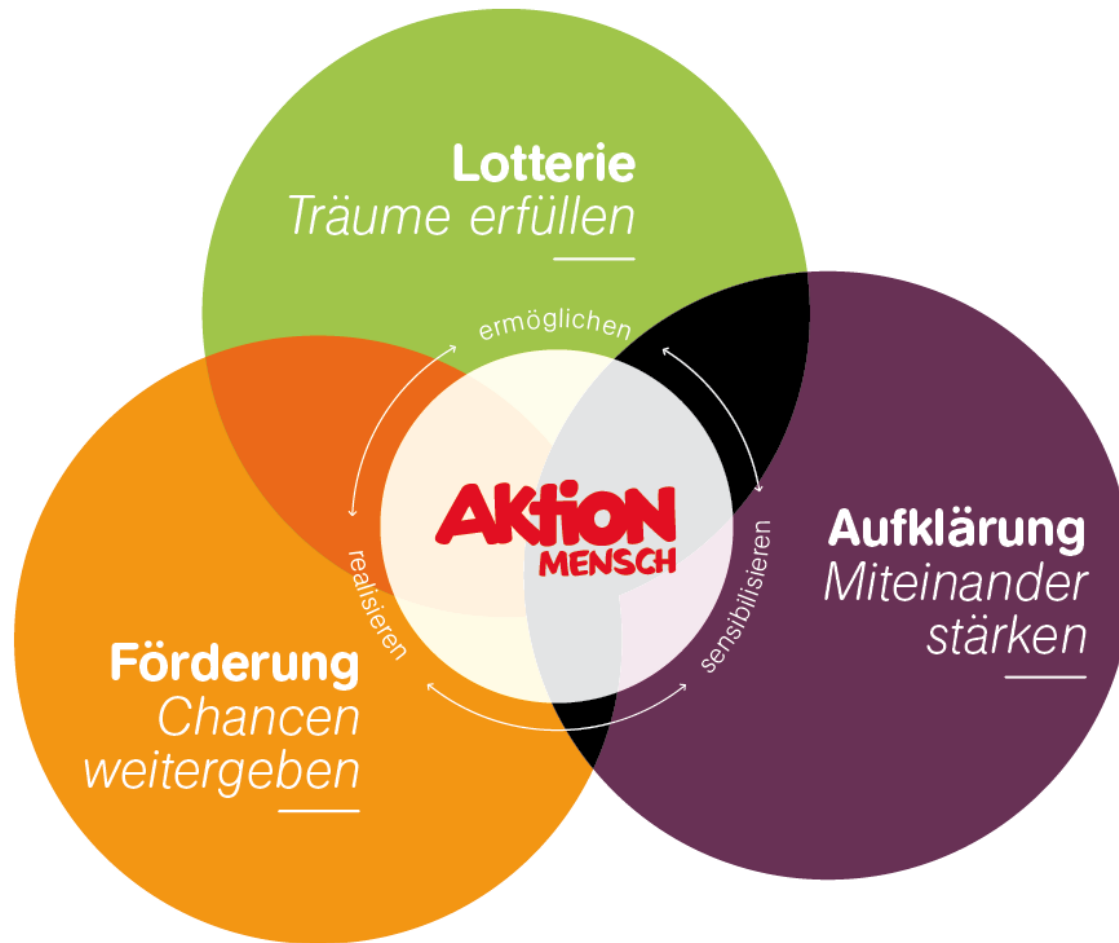 Lotterie
Träume erfüllen
ermöglichen
AKTION
MENSCH
realisieren
sensibilisieren
Aufklärung
Miteinander
stärken
Förderung
Chancen
weitergeben